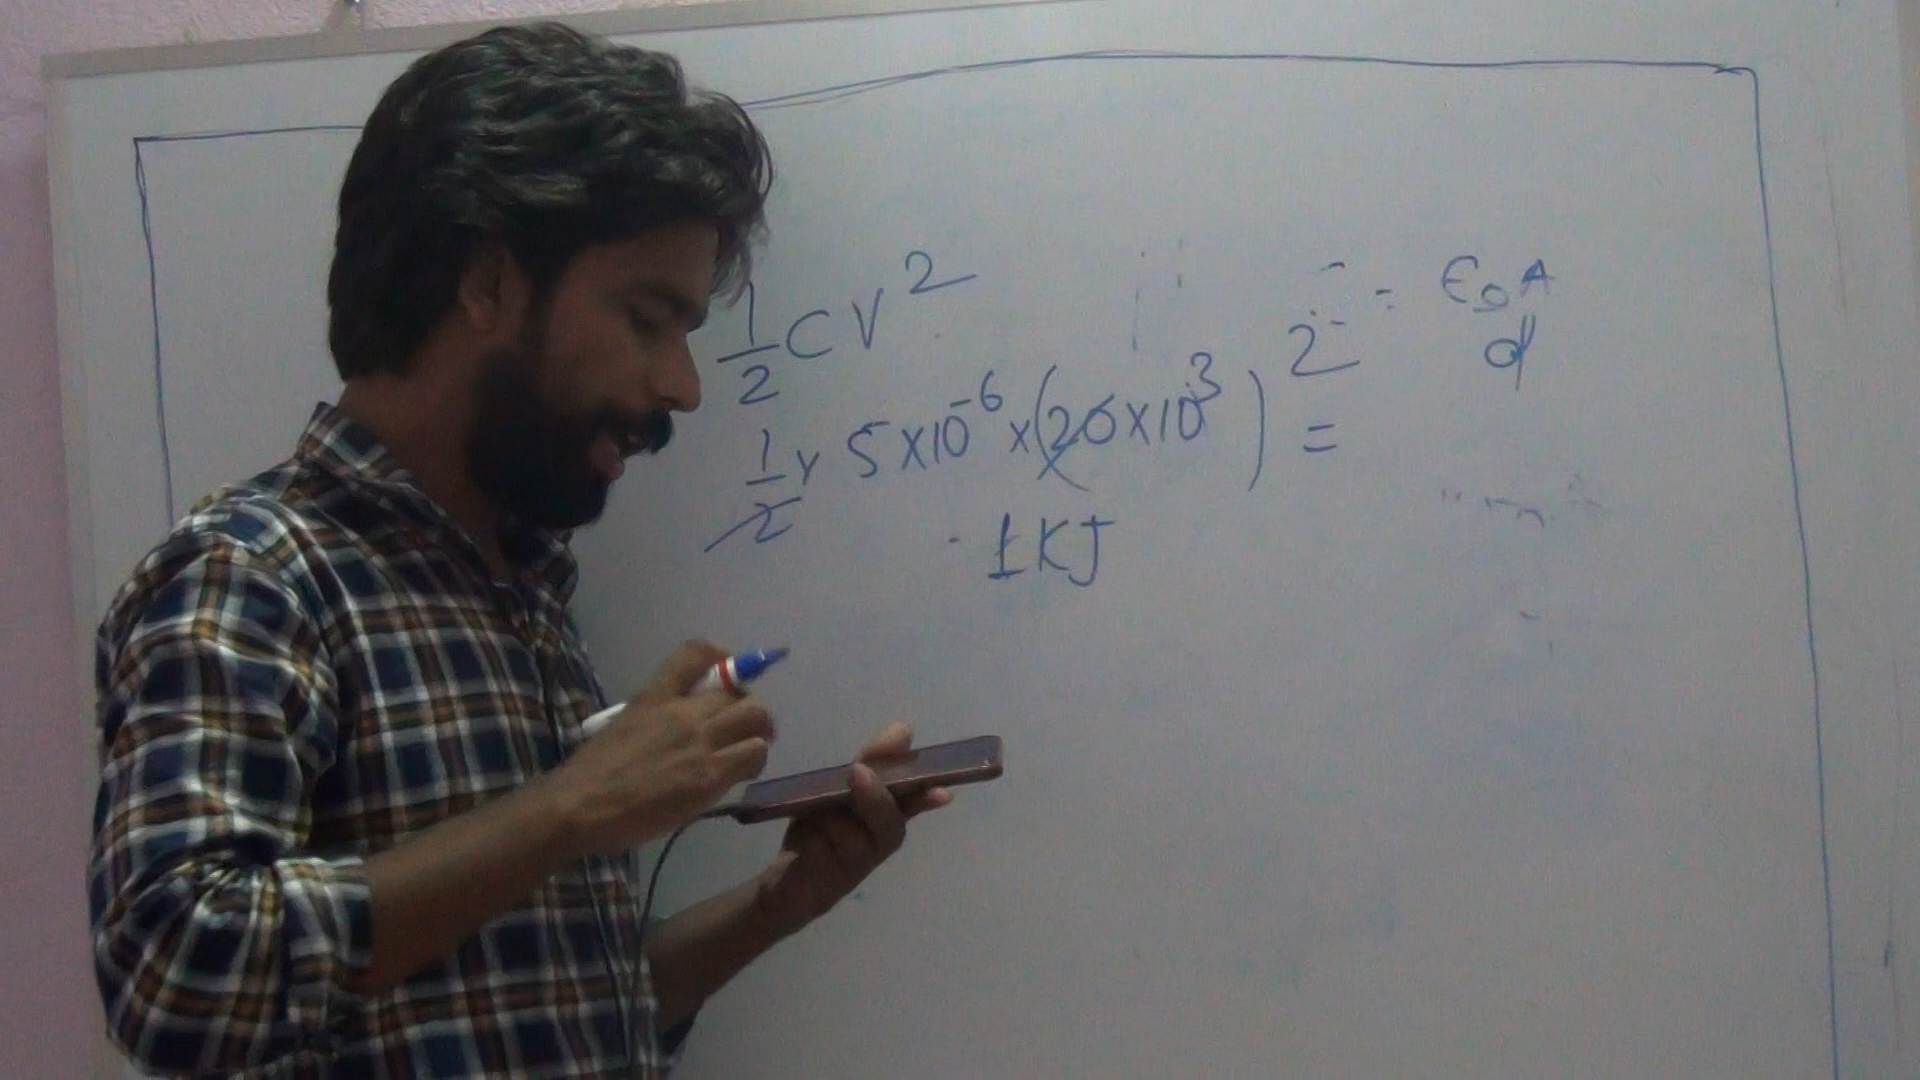 1/2 CV²
= ε₀A/d
1/2 × 5×10⁻⁶ × (20×10³)² =
1KJ